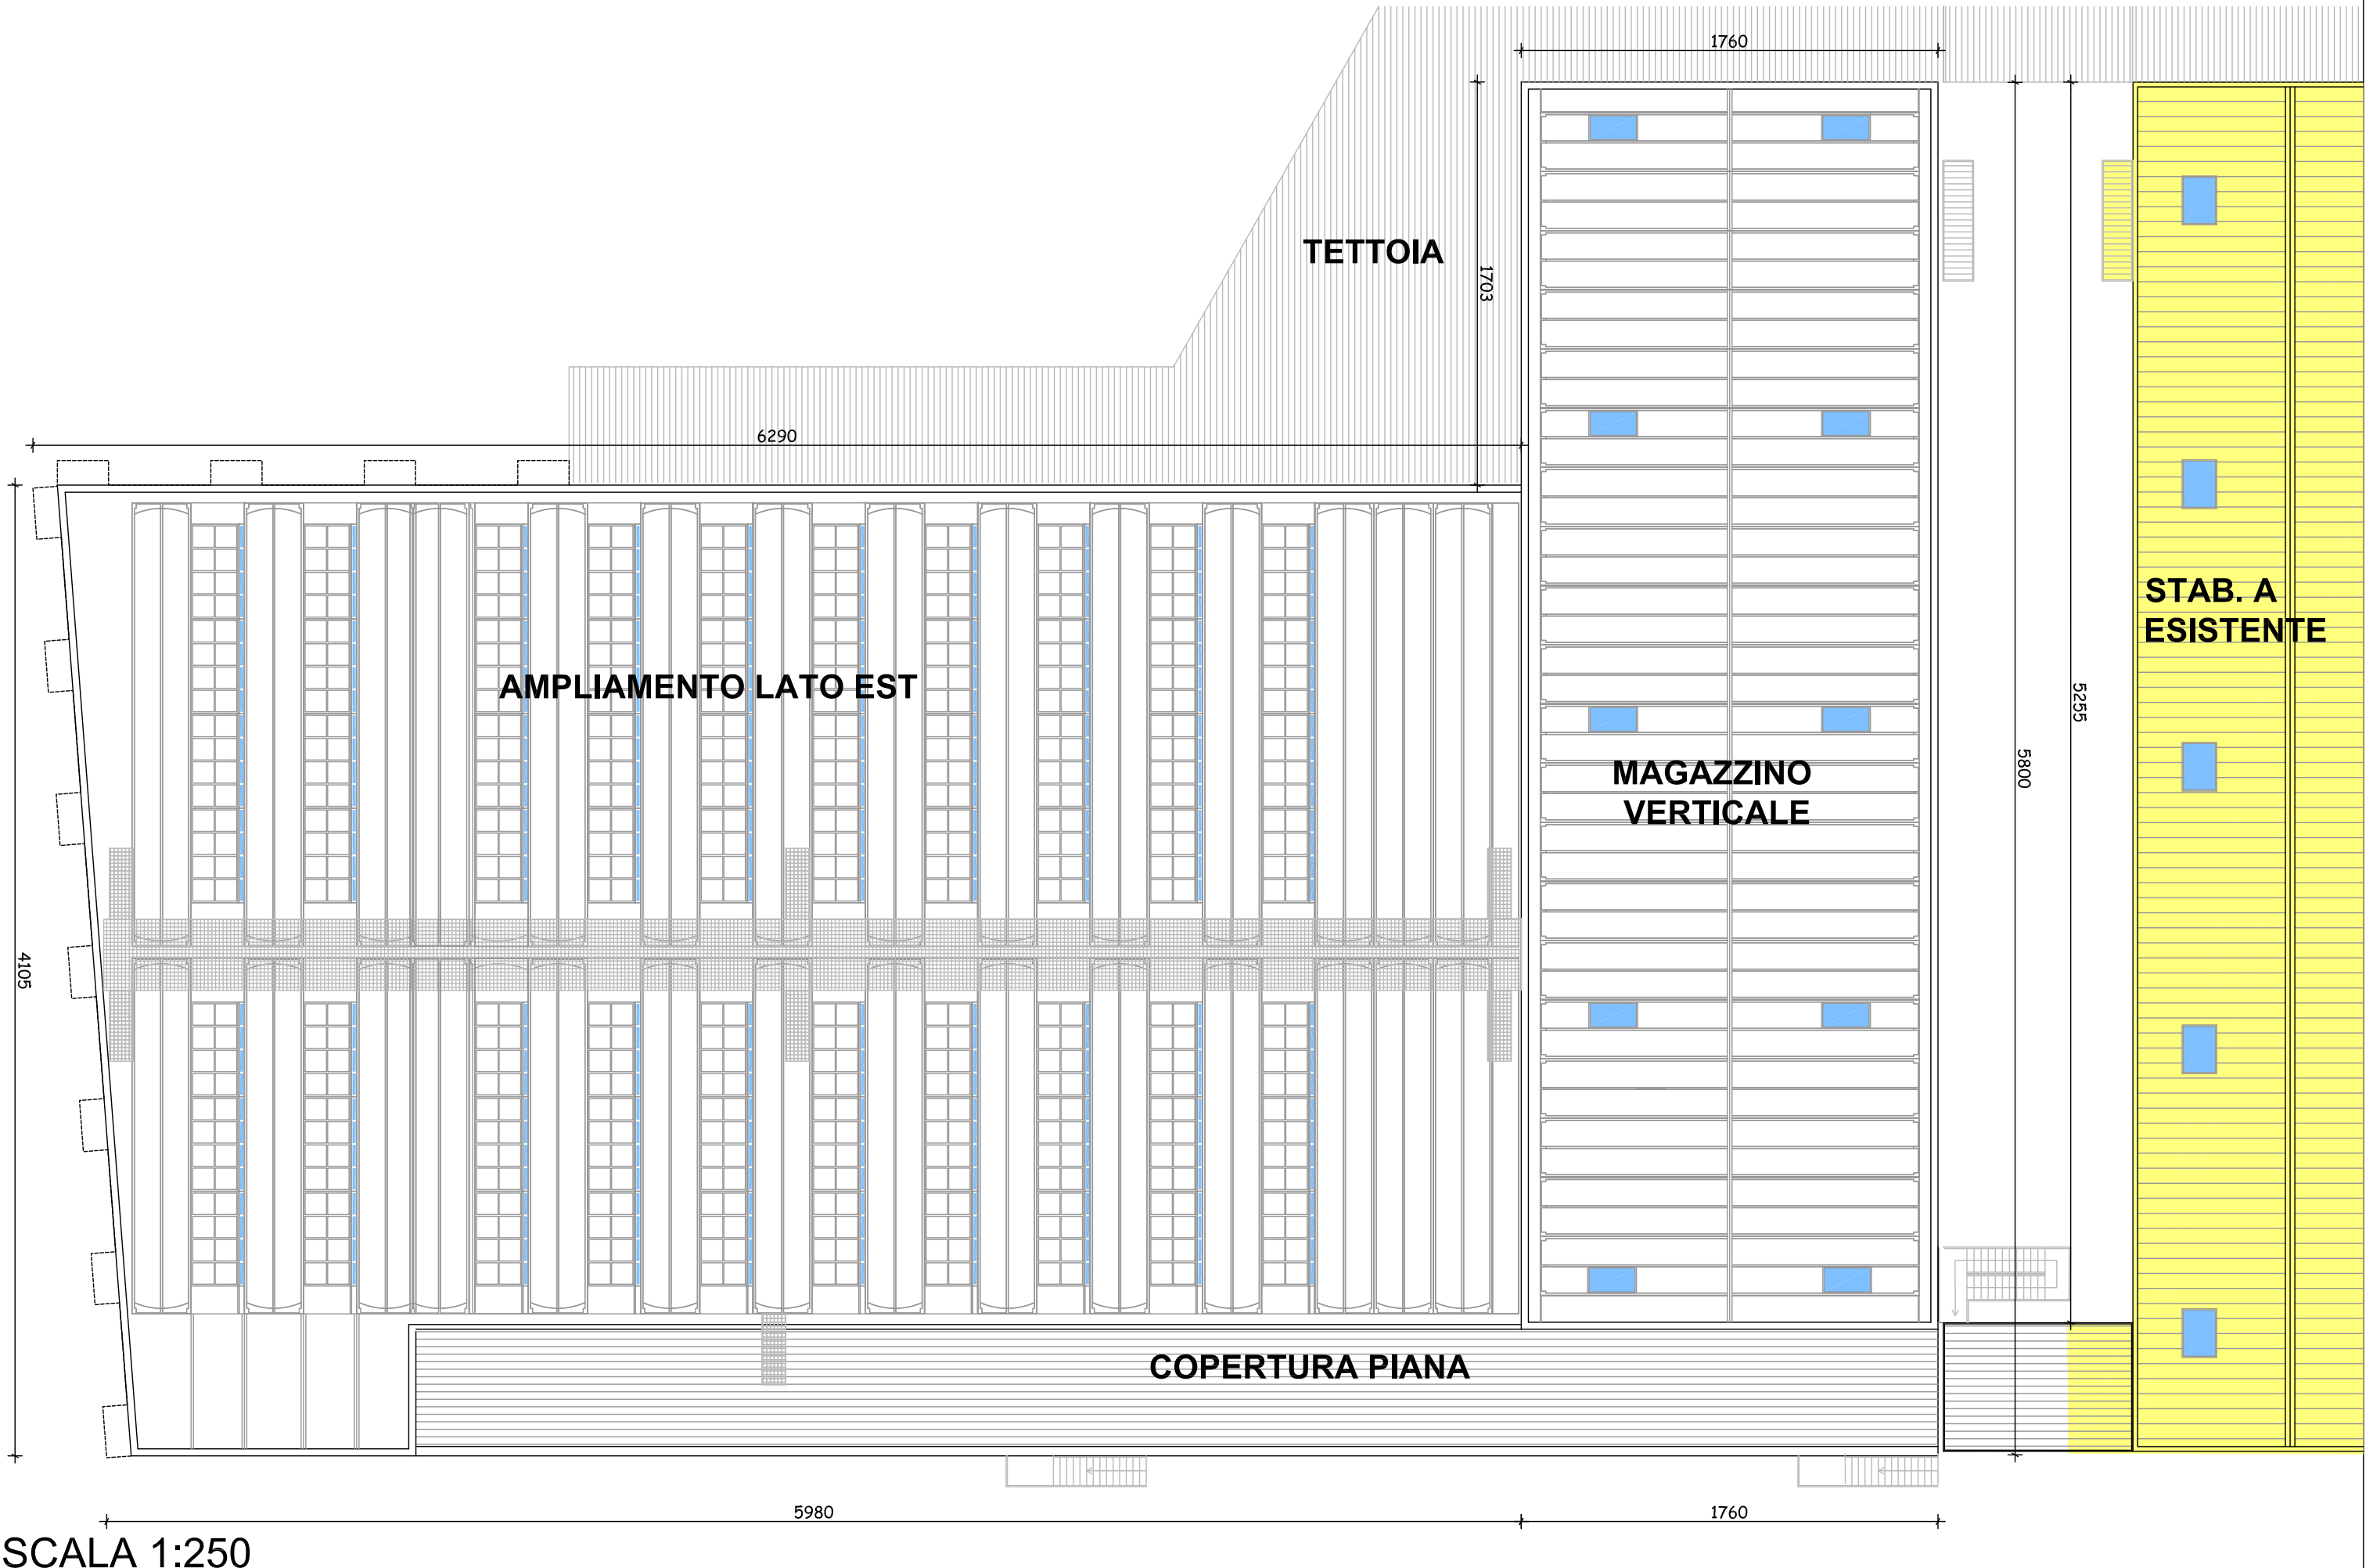 1760
TETTOIA
1703
6290
STAB. A
ESISTENTE
AMPLIAMENTO LATO EST
5255
5800
MAGAZZINO
VERTICALE
4105
COPERTURA PIANA
5980
1760
SCALA 1:250